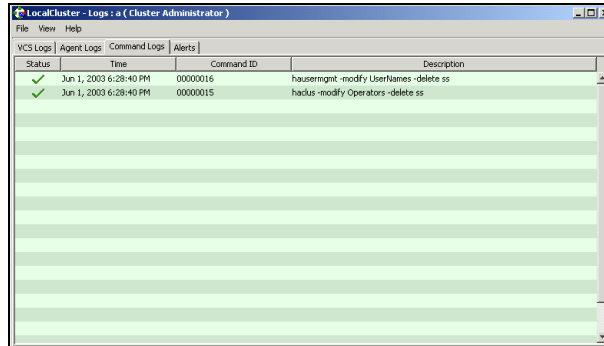 LocalCluster - Logs : a ( Cluster Administrator )
File View Help
VCS Logs Agent Logs Command Logs Alerts
Status Time Command ID Description
Jun 1, 2003 6:28:40 PM 00000016 hausermgmt -modify UserNames -delete ss
Jun 1, 2003 6:28:40 PM 00000015 haclus -modify Operators -delete ss